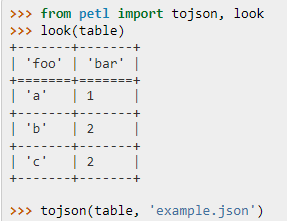 >>> from petl import tojson, look
>>> look(table)
+-------+-------+
| 'foo' | 'bar' |
+=======+=======+
| 'a'   | 1     |
+-------+-------+
| 'b'   | 2     |
+-------+-------+
| 'c'   | 2     |
+-------+-------+
>>> tojson(table, 'example.json')